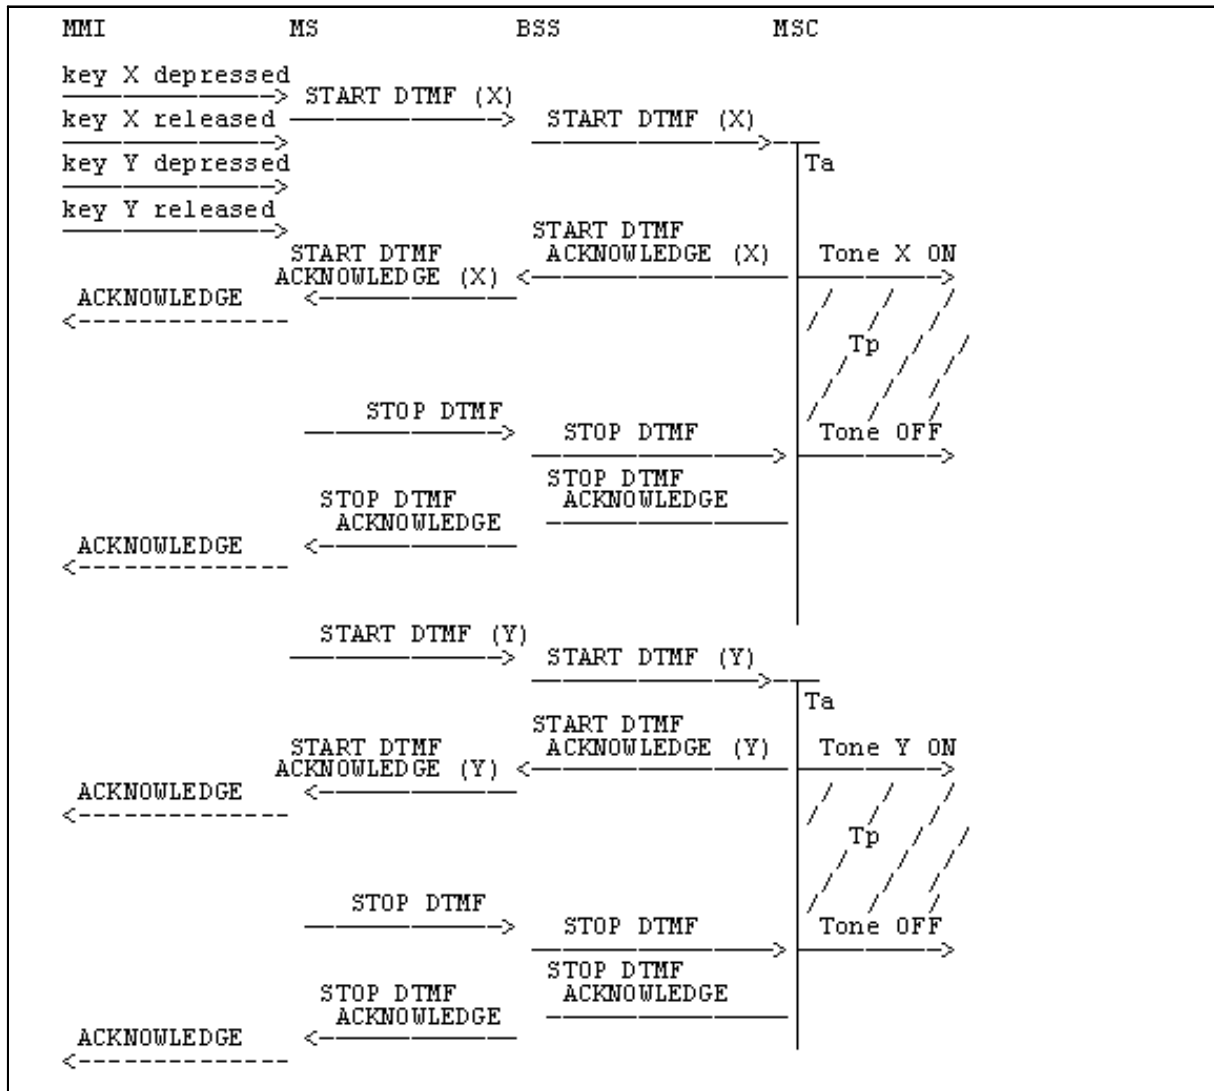 MMI MS BSS MSC
key X depressed
START DTMF (X)
key X released START DTMF (X)
key Y depressed Ta
key Y released
START DTMF
START DTMF ACKNOWLEDGE (X) Tone X ON
ACKNOWLEDGE (X)
ACKNOWLEDGE
Tp
STOP DTMF
STOP DTMF Tone OFF
STOP DTMF
STOP DTMF ACKNOWLEDGE
ACKNOWLEDGE
ACKNOWLEDGE
START DTMF (Y)
START DTMF (Y)
Ta
START DTMF
START DTMF ACKNOWLEDGE (Y) Tone Y ON
ACKNOWLEDGE (Y)
ACKNOWLEDGE
Tp
STOP DTMF
STOP DTMF Tone OFF
STOP DTMF
STOP DTMF ACKNOWLEDGE
ACKNOWLEDGE
ACKNOWLEDGE